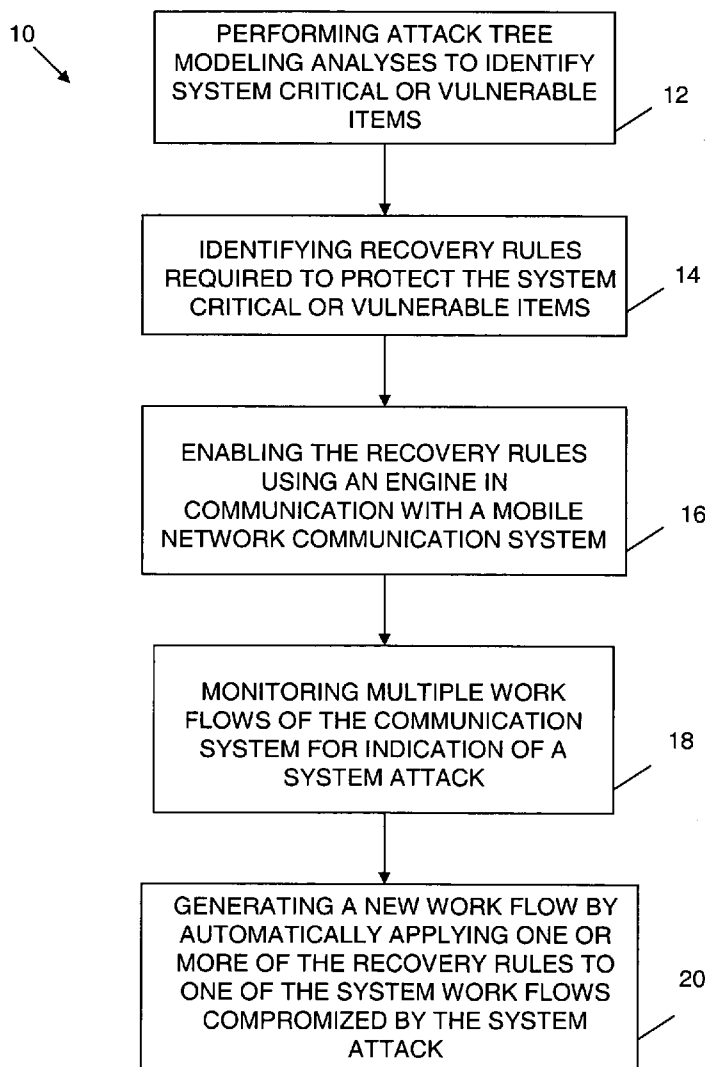 10
PERFORMING ATTACK TREE
MODELING ANALYSES TO IDENTIFY
SYSTEM CRITICAL OR VULNERABLE
ITEMS
12
IDENTIFYING RECOVERY RULES
REQUIRED TO PROTECT THE SYSTEM
CRITICAL OR VULNERABLE ITEMS
14
ENABLING THE RECOVERY RULES
USING AN ENGINE IN
COMMUNICATION WITH A MOBILE
NETWORK COMMUNICATION SYSTEM
16
MONITORING MULTIPLE WORK
FLOWS OF THE COMMUNICATION
SYSTEM FOR INDICATION OF A
SYSTEM ATTACK
18
GENERATING A NEW WORK FLOW BY
AUTOMATICALLY APPLYING ONE OR
MORE OF THE RECOVERY RULES TO
ONE OF THE SYSTEM WORK FLOWS
COMPROMIZED BY THE SYSTEM
ATTACK
20